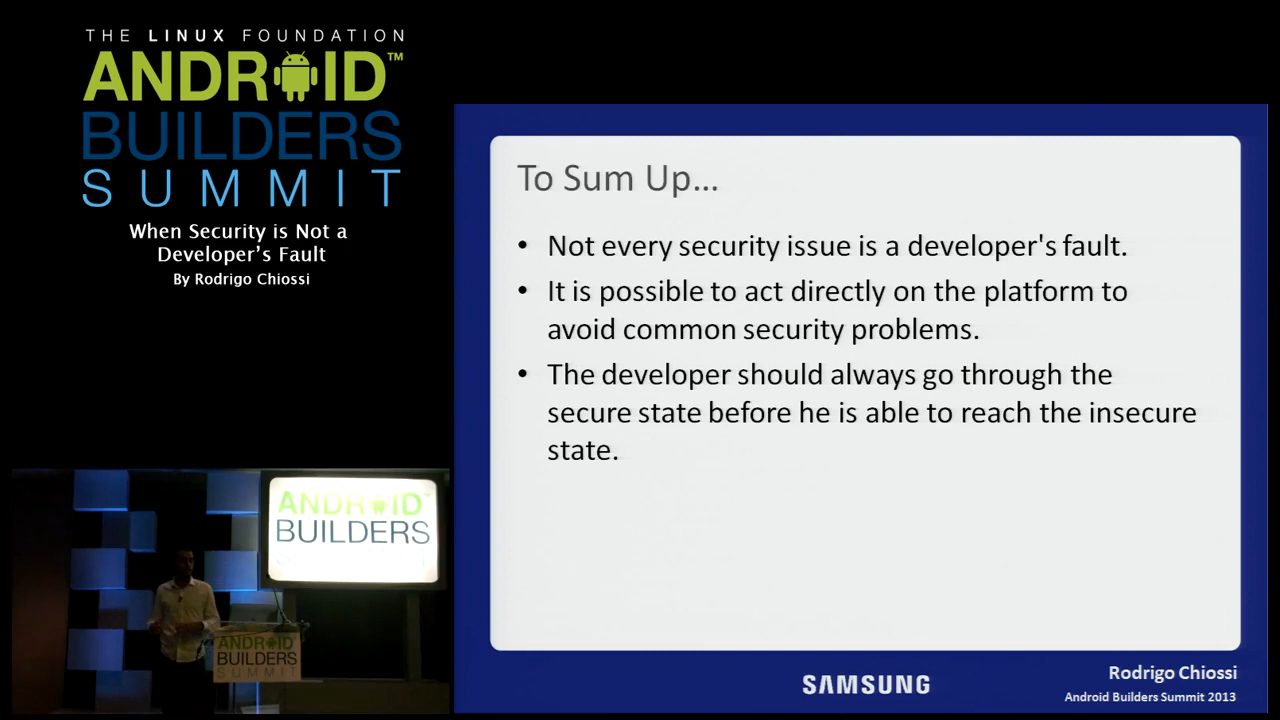 THE LINUX FOUNDATION
ANDROID™
BUILDERS
SUMMIT
When Security is Not a
Developer’s Fault
By Rodrigo Chiossi
To Sum Up...
• Not every security issue is a developer's fault.
• It is possible to act directly on the platform to
avoid common security problems.
• The developer should always go through the
secure state before he is able to reach the insecure
state.
SAMSUNG
Rodrigo Chiossi
Android Builders Summit 2013
ANDROID™
BUILDERS
ANDROID
BUILDERS
SUMMIT